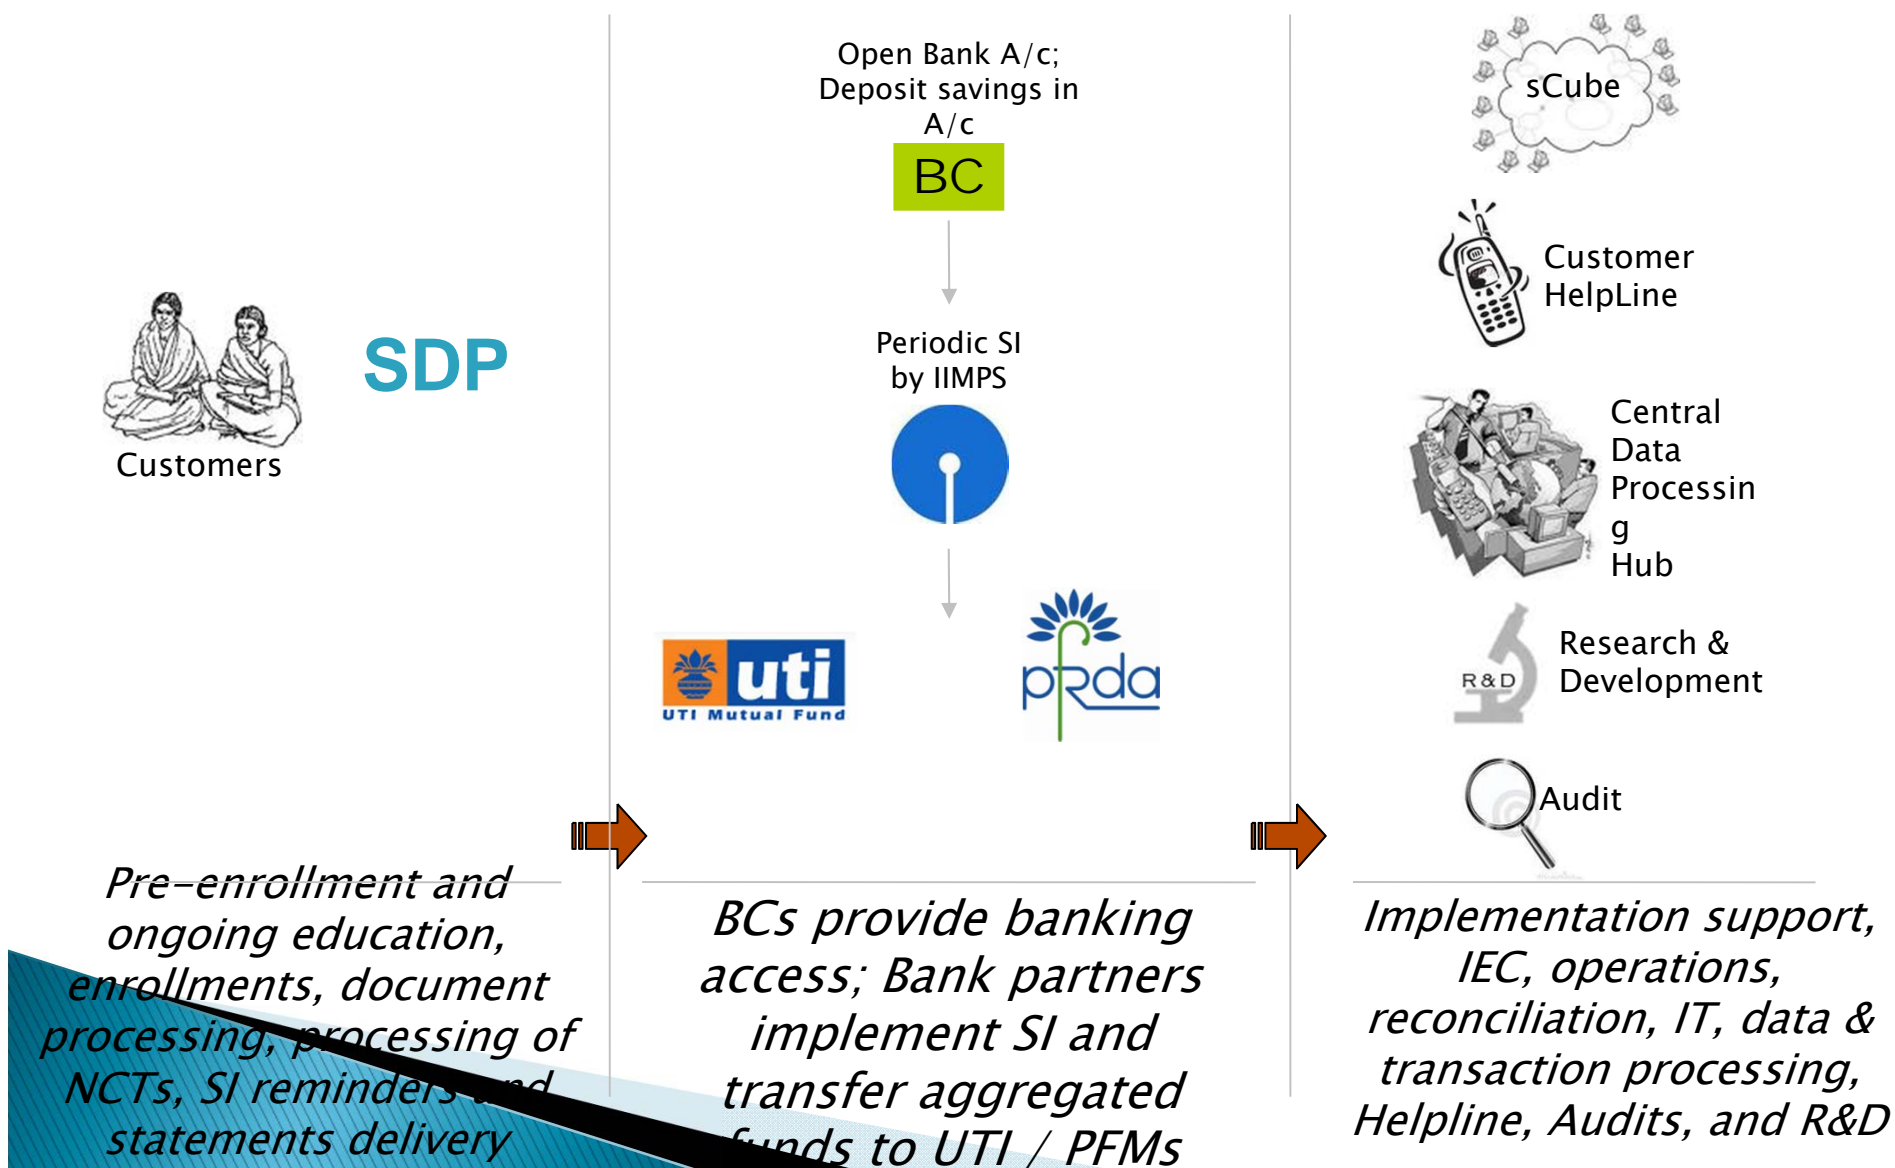 Customers
SDP
Pre-enrollment and
ongoing education,
enrollments, document
processing, processing of
NCTs, SI reminders and
statements delivery
Open Bank A/c;
Deposit savings in
A/c
BC
Periodic SI
by IIMPS
uti
UTI Mutual Fund
pfrda
BCs provide banking
access; Bank partners
implement SI and
transfer aggregated
funds to UTI / PFMs
sCube
Customer
HelpLine
Central
Data
Processin
g
Hub
R&D
Research &
Development
Audit
Implementation support,
IEC, operations,
reconciliation, IT, data &
transaction processing,
Helpline, Audits, and R&D